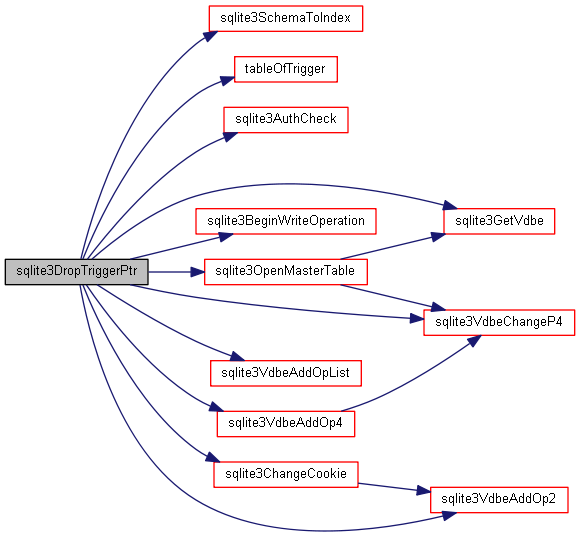 sqlite3SchemaToIndex
tableOfTrigger
sqlite3AuthCheck
sqlite3BeginWriteOperation
sqlite3GetVdbe
sqlite3DropTriggerPtr
sqlite3OpenMasterTable
sqlite3VdbeChangeP4
sqlite3VdbeAddOpList
sqlite3VdbeAddOp4
sqlite3ChangeCookie
sqlite3VdbeAddOp2